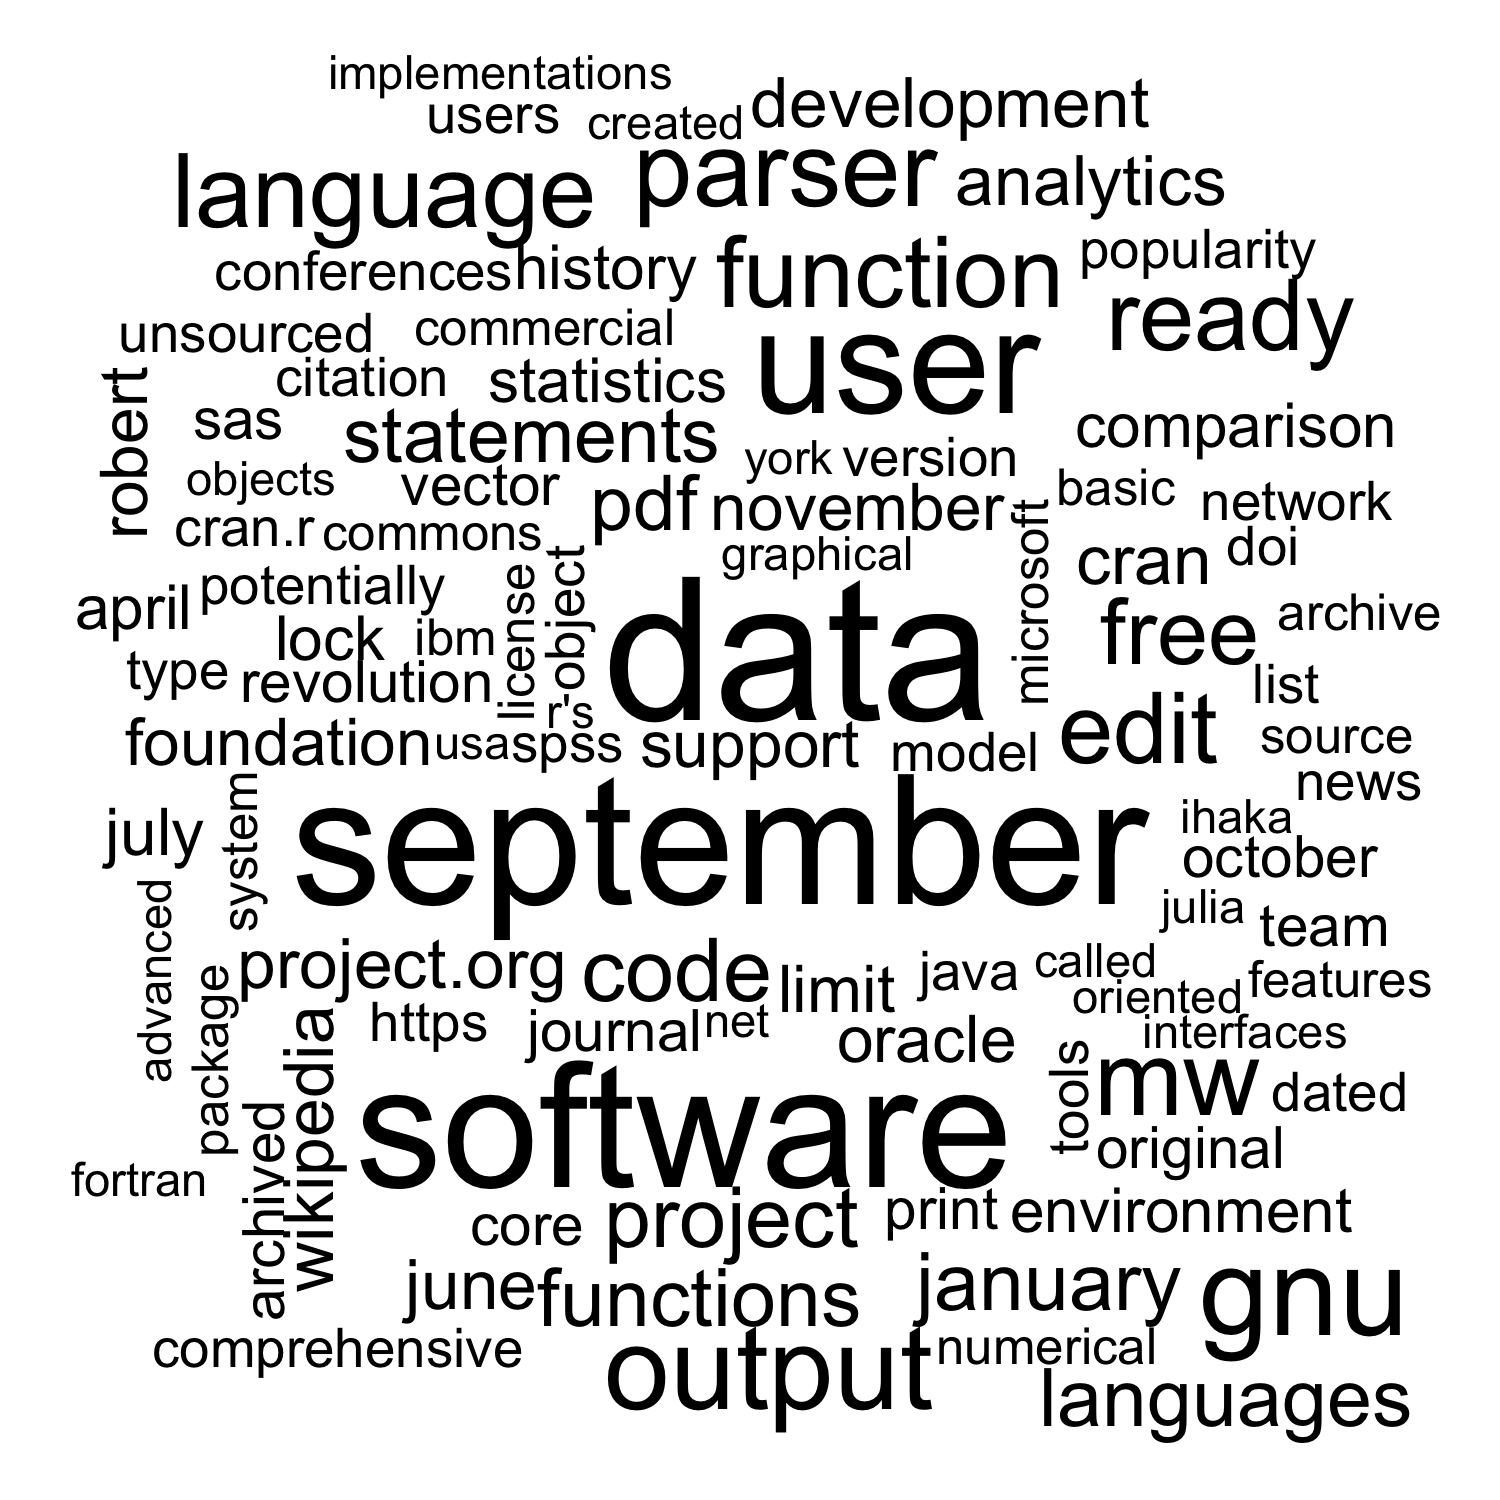 implementations
users created development
language parser analytics
conferences history function popularity
unsourced commercial user ready
robert citation statistics
sas statements comparison
objects vector york version basic
cran.r commons pdf november microsoft network
graphical cran doi
april potentially license object data free archive
lock ibm
type revolution r's list
foundation usa spss support model edit source
news
july system september ihaka
october
advanced julia team
project.org code limit java called features
package wikipedia https journal net oracle oriented
interfaces
software tools mw dated
fortran archived original
core project print environment
june functions january gnu
comprehensive output numerical
languages